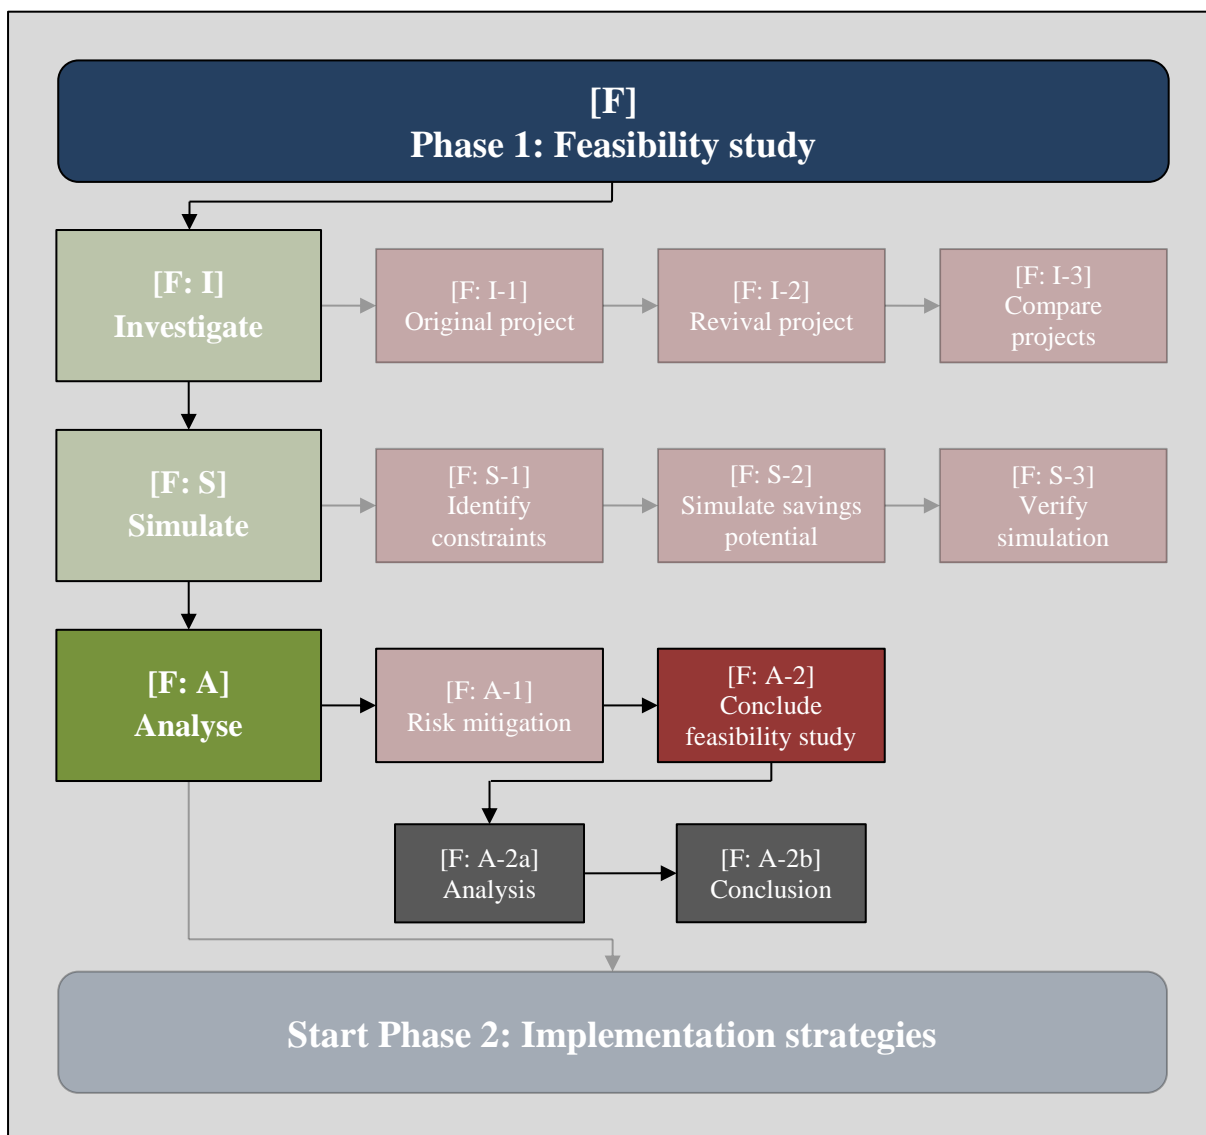 [F]
Phase 1: Feasibility study
[F: I]
Investigate
[F: I-1]
Original project
[F: I-2]
Revival project
[F: I-3]
Compare
projects
[F: S]
Simulate
[F: S-1]
Identify
constraints
[F: S-2]
Simulate savings
potential
[F: S-3]
Verify
simulation
[F: A]
Analyse
[F: A-1]
Risk mitigation
[F: A-2]
Conclude
feasibility study
[F: A-2a]
Analysis
[F: A-2b]
Conclusion
Start Phase 2: Implementation strategies